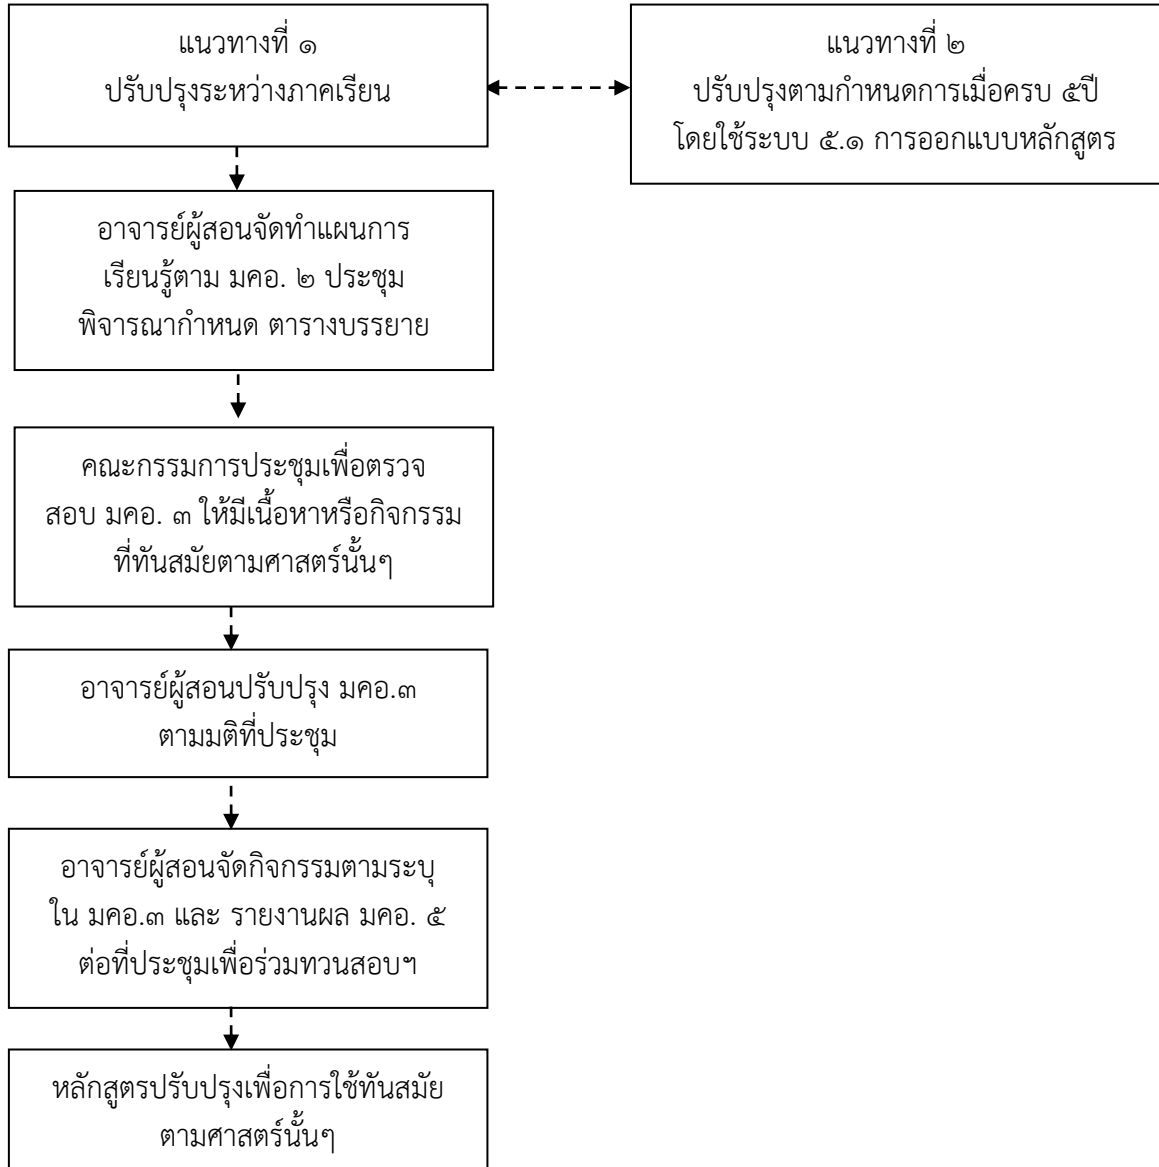 แนวทางที่ ๑
ปรับปรุงระหว่างภาคเรียน
แนวทางที่ ๒
ปรับปรุงตามกำหนดการเมื่อครบ ๕ปี
โดยใช้ระบบ ๕.๑ การออกแบบหลักสูตร
อาจารย์ผู้สอนจัดทำแผนการ
เรียนรู้ตาม มคอ. ๒ ประชุม
พิจารณากำหนด ตารางบรรยาย
คณะกรรมการประชุมเพื่อตรวจ
สอบ มคอ. ๓ ให้มีเนื้อหาหรือกิจกรรม
ที่ทันสมัยตามศาสตร์นั้นๆ
อาจารย์ผู้สอนปรับปรุง มคอ.๓
ตามมติที่ประชุม
อาจารย์ผู้สอนจัดกิจกรรมตามระบุ
ใน มคอ.๓ และ รายงานผล มคอ. ๕
ต่อที่ประชุมเพื่อร่วมทวนสอบฯ
หลักสูตรปรับปรุงเพื่อการใช้ทันสมัย
ตามศาสตร์นั้นๆ